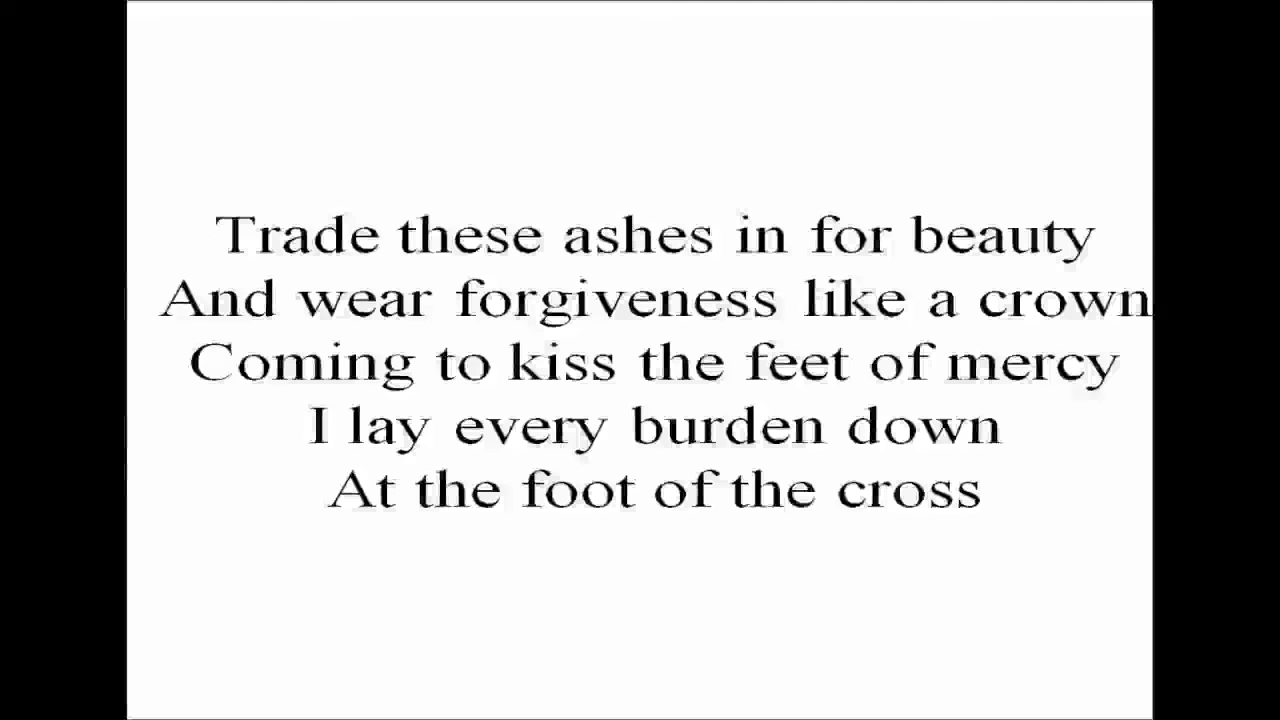 Trade these ashes in for beauty
And wear forgiveness like a crown
Coming to kiss the feet of mercy
I lay every burden down
At the foot of the cross